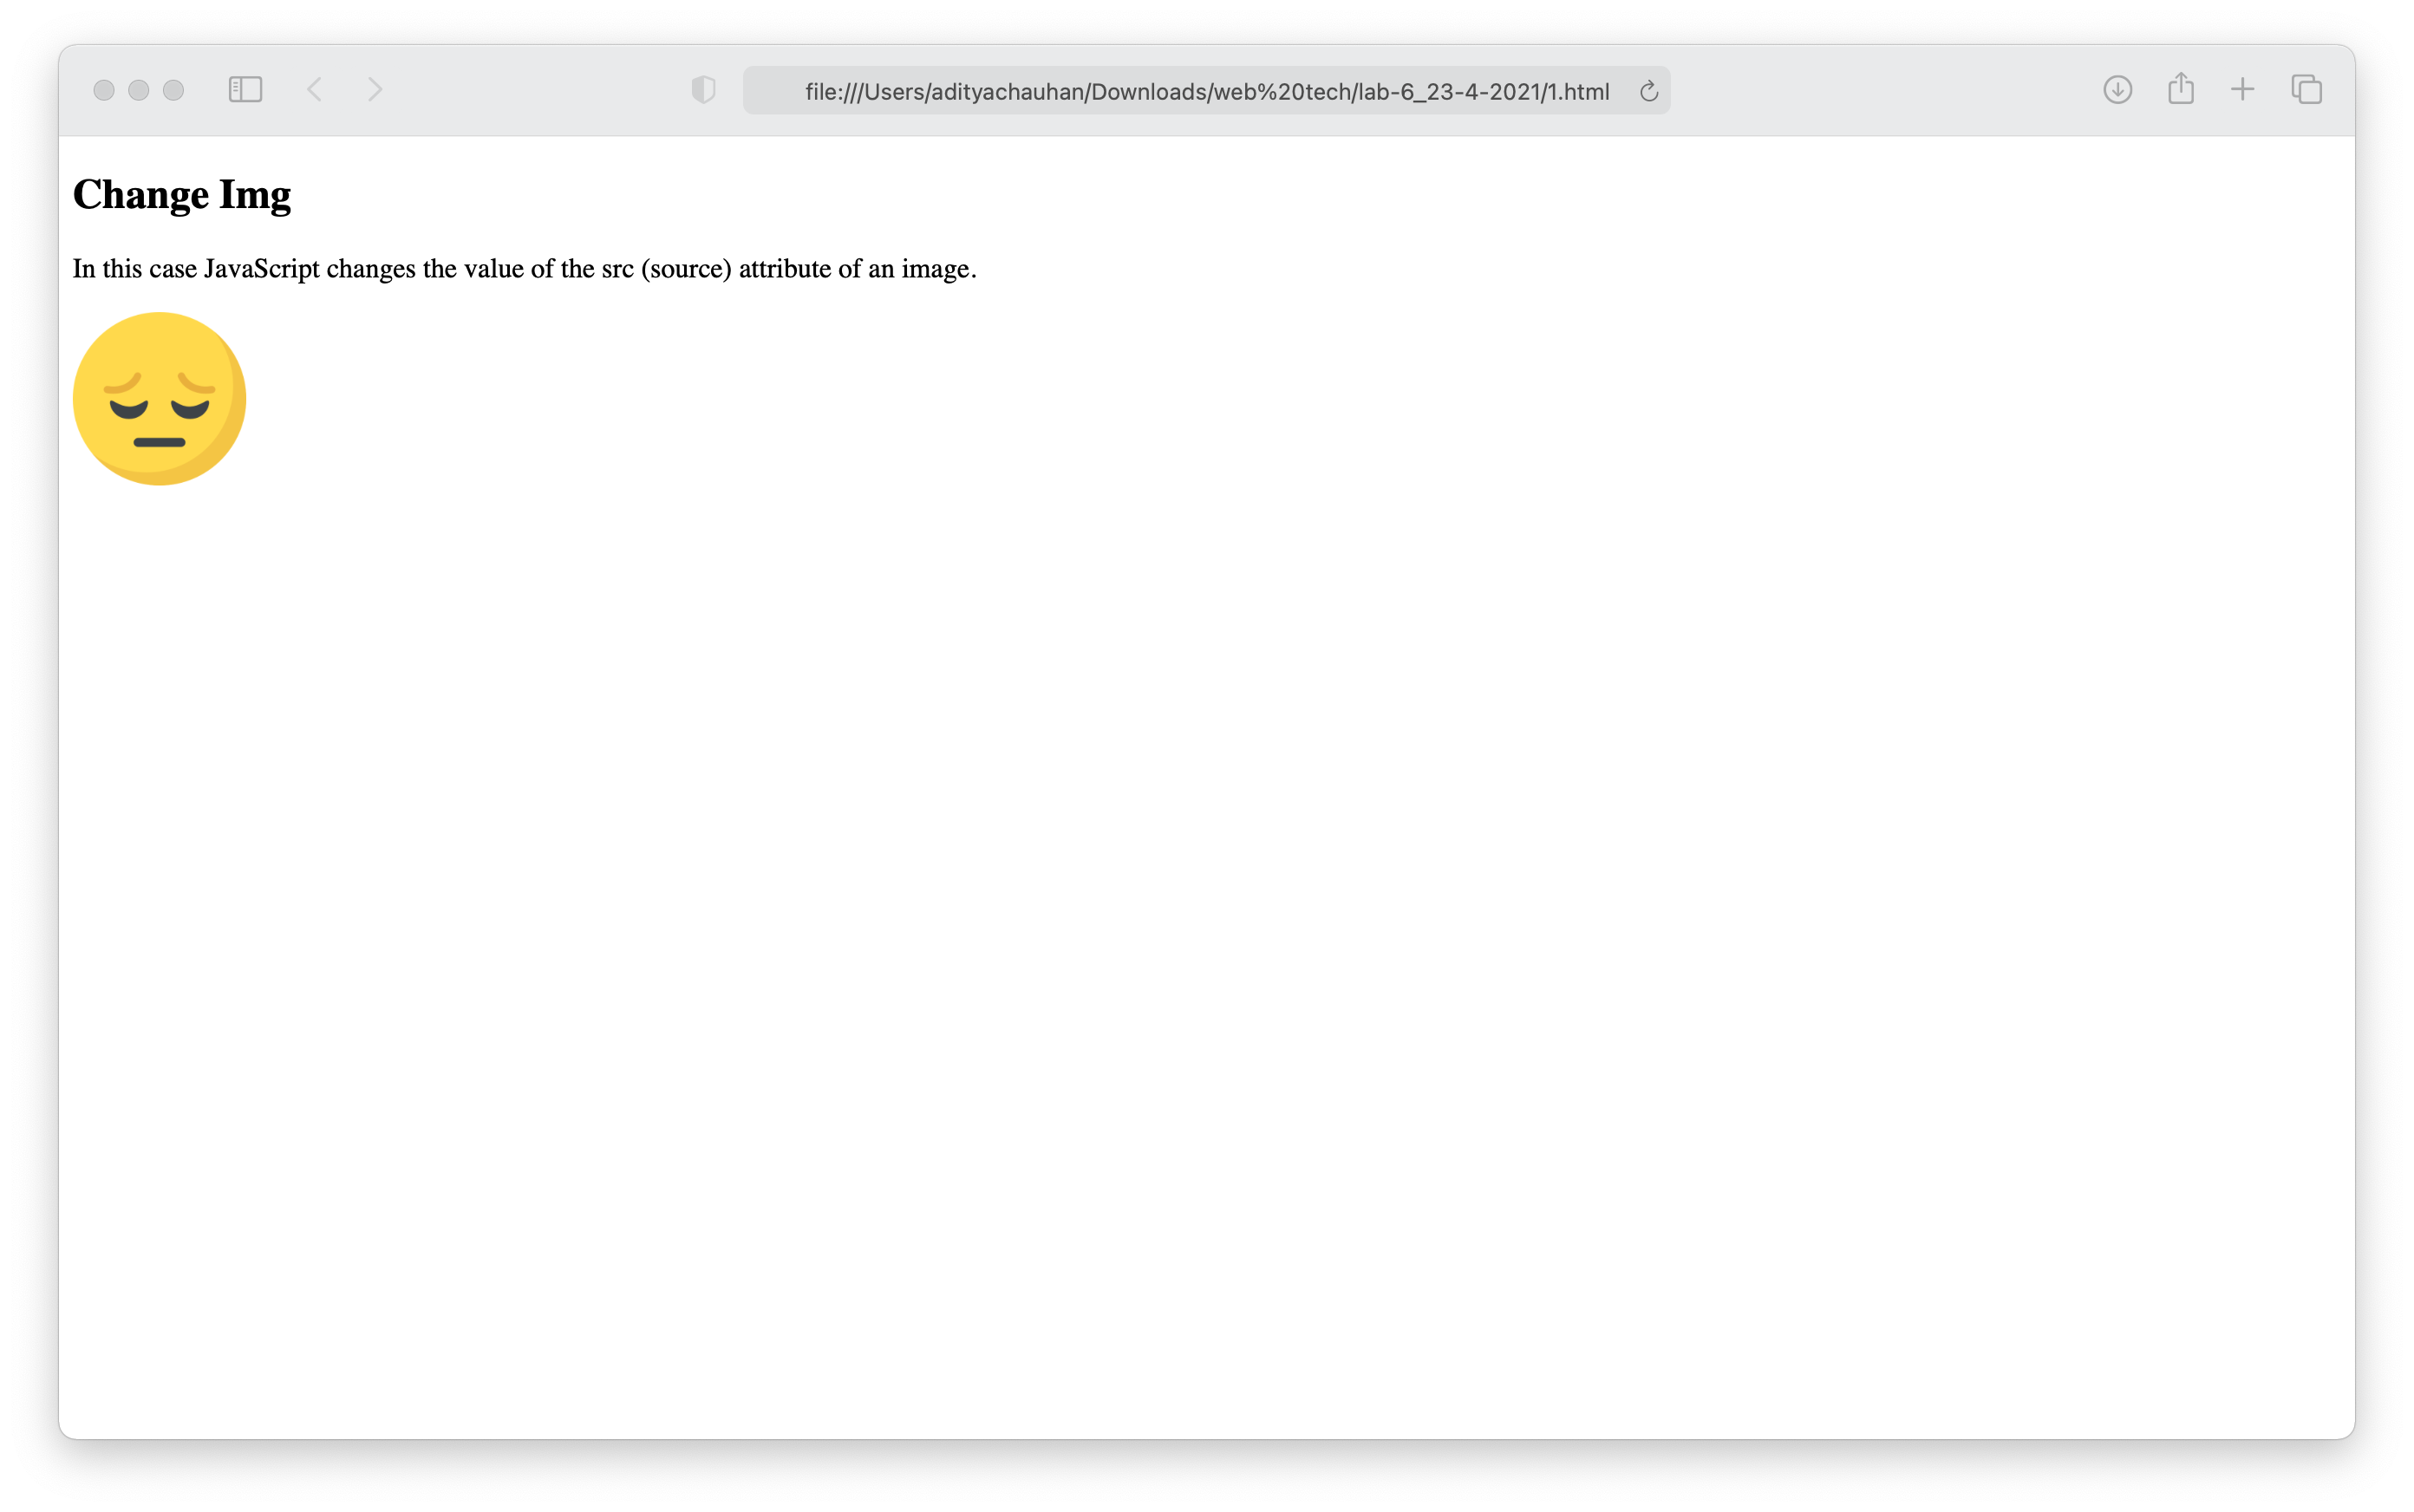 file:///Users/adityachauhan/Downloads/web%20tech/lab-6_23-4-2021/1.html
Change Img
In this case JavaScript changes the value of the src (source) attribute of an image.